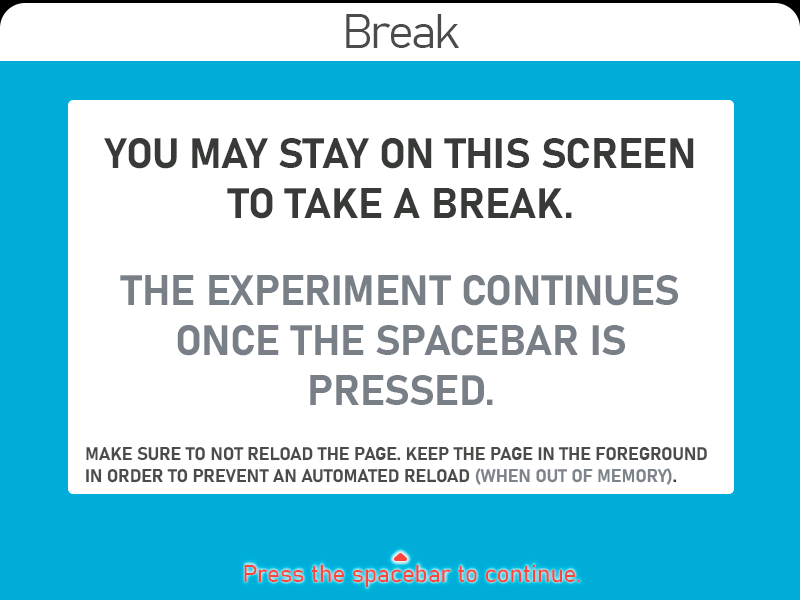 Break
YOU MAY STAY ON THIS SCREEN
TO TAKE A BREAK.
THE EXPERIMENT CONTINUES
ONCE THE SPACEBAR IS
PRESSED.
MAKE SURE TO NOT RELOAD THE PAGE. KEEP THE PAGE IN THE FOREGROUND
IN ORDER TO PREVENT AN AUTOMATED RELOAD (WHEN OUT OF MEMORY).
Press the spacebar to continue.